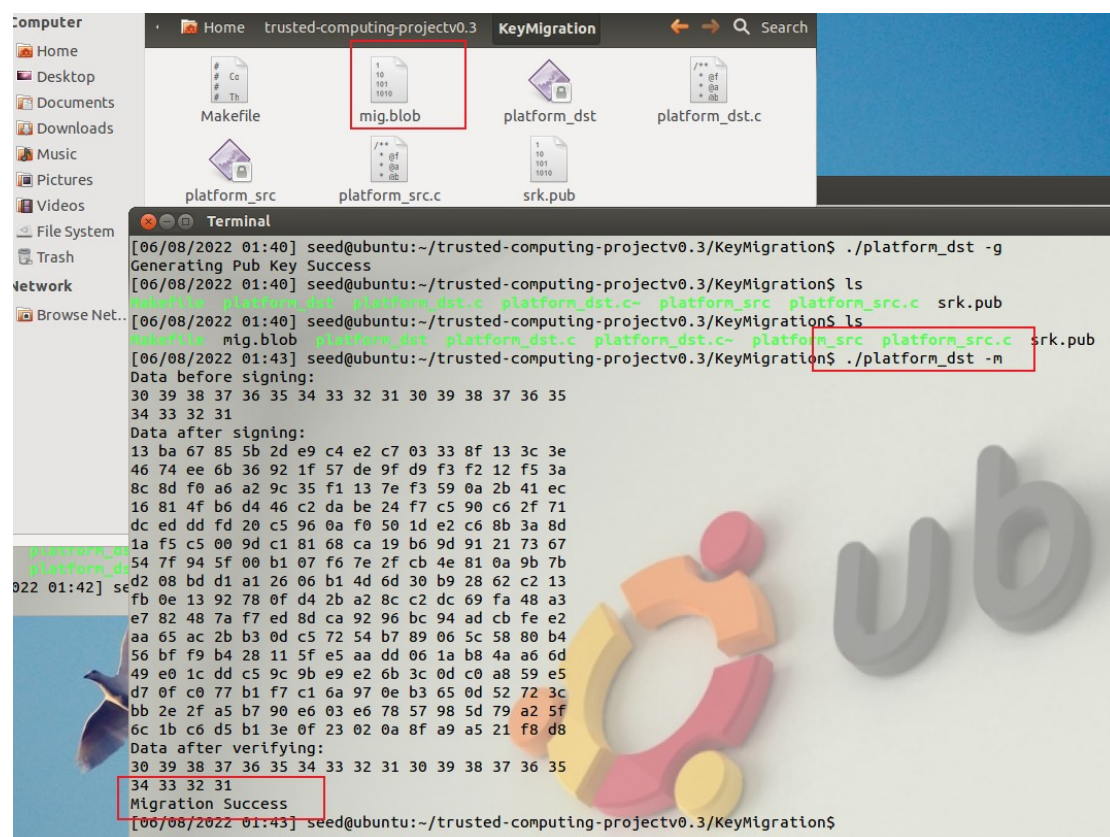 Computer
Home trusted-computing-projectv0.3 KeyMigration Search
Home
Desktop
Documents
Downloads
Music
Pictures
Videos
File System
Trash
Network
Browse Net..
# 
# Co
# 
# Th
Makefile
1
10
101
1010
mig.blob
platform_dst
/**
* @f
* @a
* @b
platform_dst.c
platform_src
/**
* @f
* @a
* @b
platform_src.c
1
10
101
1010
srk.pub
Terminal
[06/08/2022 01:40] seed@ubuntu:~/trusted-computing-projectv0.3/KeyMigration$ ./platform_dst -g
Generating Pub Key Success
[06/08/2022 01:40] seed@ubuntu:~/trusted-computing-projectv0.3/KeyMigration$ ls
Makefile platform_dst platform_dst.c platform_dst.c~ platform_src platform_src.c srk.pub
[06/08/2022 01:40] seed@ubuntu:~/trusted-computing-projectv0.3/KeyMigration$ ls
Makefile mig.blob platform_dst platform_dst.c platform_dst.c~ platform_src platform_src.c srk.pub
[06/08/2022 01:43] seed@ubuntu:~/trusted-computing-projectv0.3/KeyMigration$ ./platform_dst -m
Data before signing:
30 39 38 37 36 35 34 33 32 31 30 39 38 37 36 35
34 33 32 31
Data after signing:
13 ba 67 85 5b 2d e9 c4 e2 c7 03 33 8f 13 3c 3e
46 74 ee 6b 36 92 1f 57 de 9f d9 f3 f2 12 f5 3a
8c 8d f0 a6 a2 9c 35 f1 13 7e f3 59 0a 2b 41 ec
16 81 4f b6 d4 46 c2 da be 24 f7 c5 90 c6 2f 71
dc ed dd fd 20 c5 96 0a f0 50 1d e2 c6 8b 3a 8d
1a f5 c5 00 9d c1 81 68 ca 19 b6 9d 91 21 73 67
54 7f 94 5f 00 b1 07 f6 7e 2f cb 4e 81 0a 9b 7b
d2 08 bd d1 a1 26 06 b1 4d 6d 30 b9 28 62 c2 13
fb 0e 13 92 78 0f d4 2b a2 8c c2 dc 69 fa 48 a3
e7 82 48 7a f7 ed 8d ca 92 96 bc 94 ad cb fe e2
aa 65 ac 2b b3 0d c5 72 54 b7 89 06 5c 58 80 b4
56 bf f9 b4 28 11 5f e5 aa dd 06 1a b8 4a a6 6d
49 e0 1c dd c5 9c 9b e9 e2 6b 3c 0d c0 a8 59 e5
d7 0f c0 77 b1 f7 c1 6a 97 0e b3 65 0d 52 72 3c
bb 2e 2f a5 b7 90 e6 03 e6 78 57 98 5d 79 a2 5f
6c 1b c6 d5 b1 3e 0f 23 02 0a 8f a9 a5 21 f8 d8
Data after verifying:
30 39 38 37 36 35 34 33 32 31 30 39 38 37 36 35
34 33 32 31
Migration Success
[06/08/2022 01:43] seed@ubuntu:~/trusted-computing-projectv0.3/KeyMigration$
platform_ds
platform_ds
022 01:42] se
ub